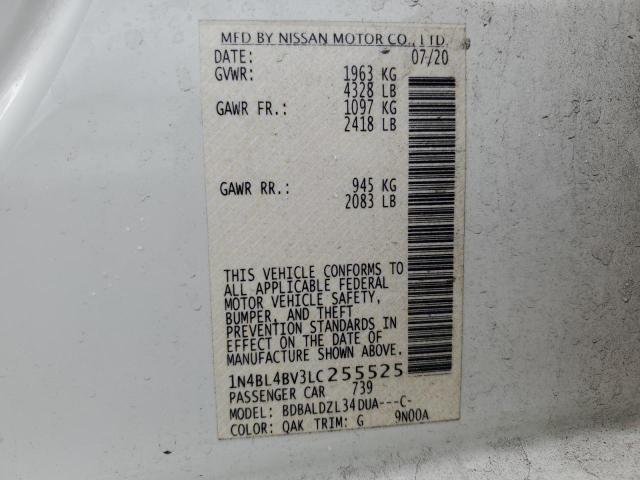 MFD BY NISSAN MOTOR CO., LTD.
DATE: 07/20
GVWR: 1963 KG
4328 LB
GAWR FR.: 1097 KG
2418 LB
GAWR RR.: 945 KG
2083 LB
THIS VEHICLE CONFORMS TO
ALL APPLICABLE FEDERAL
MOTOR VEHICLE SAFETY,
BUMPER, AND THEFT
PREVENTION STANDARDS IN
EFFECT ON THE DATE OF
MANUFACTURE SHOWN ABOVE.
1N4BL4BV3LC255525
PASSENGER CAR 739
MODEL: BDBALDZL34DUA---C-
COLOR: QAK TRIM: G 9N00A